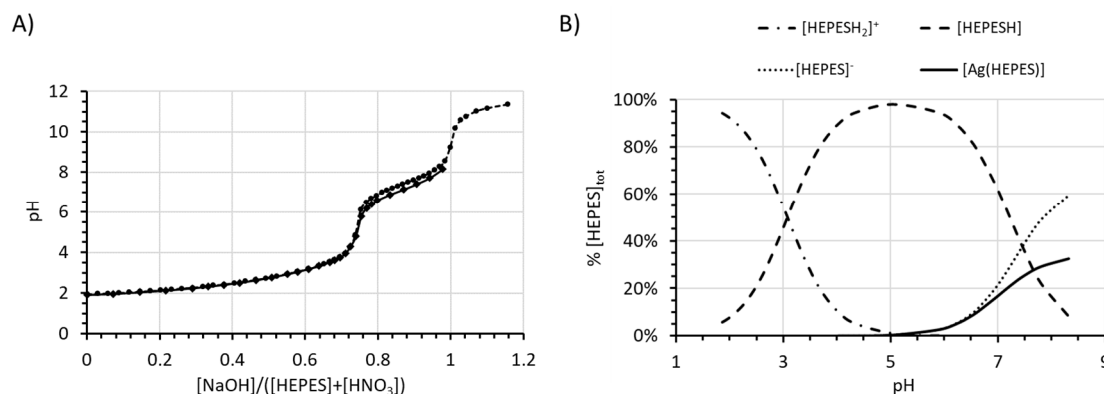 A)
12
10
8
6
4
2
0
pH
0
0.2
0.4
0.6
0.8
1
1.2
[NaOH]/([HEPES]+[HNO₃])
B)
[HEPESH₂]⁺
[HEPESH]
[HEPES]⁻
[Ag(HEPES)]
100%
80%
60%
40%
20%
0%
% [HEPES]tot
1
3
5
7
9
pH